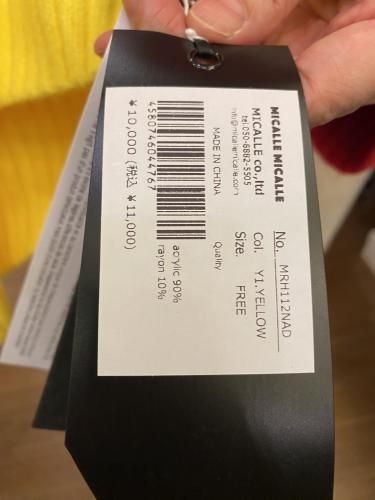 MICALLE MICALLE
MICALLE co.,ltd
tel.050-6882-5505
info@micallemicalle.com
No. MRH112NAD
Col. Y1.YELLOW
Size. FREE
MADE IN CHINA
Quality
acrylic 90%
rayon 10%
4580746044767
¥10,000 (税込 ¥11,000)